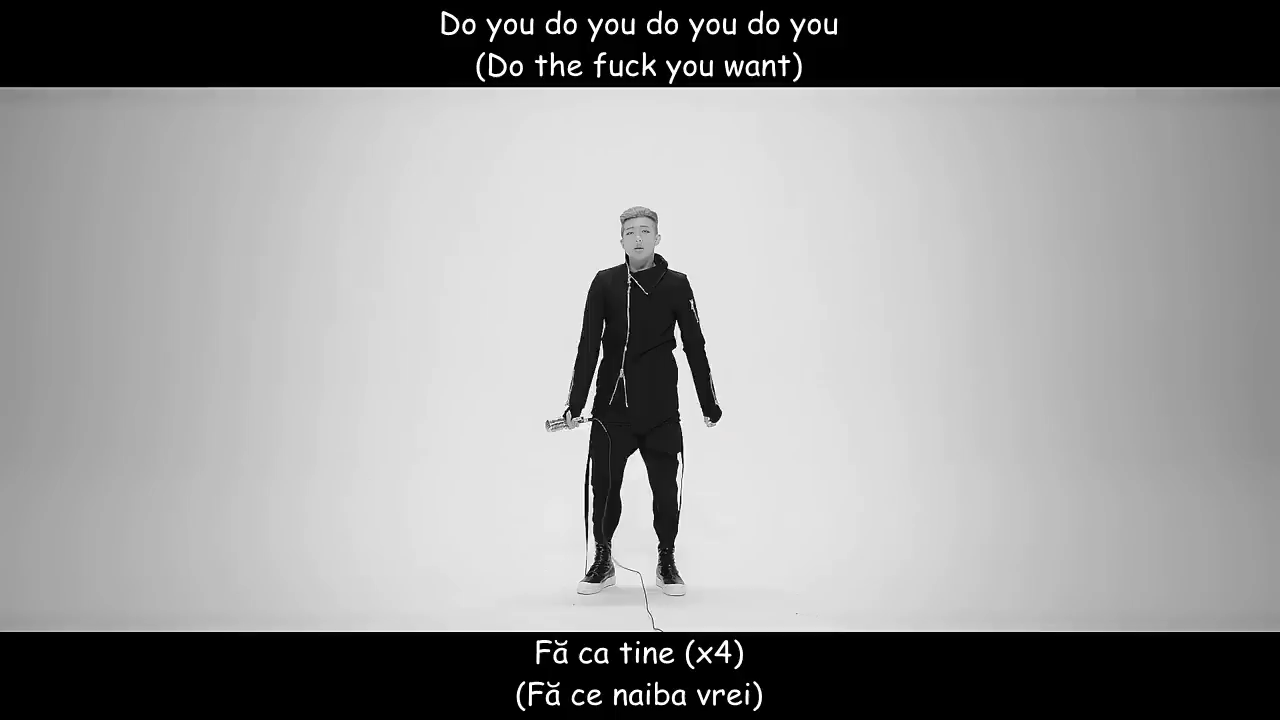 Do you do you do you do you
(Do the fuck you want)
Fă ca tine (x4)
(Fă ce naiba vrei)